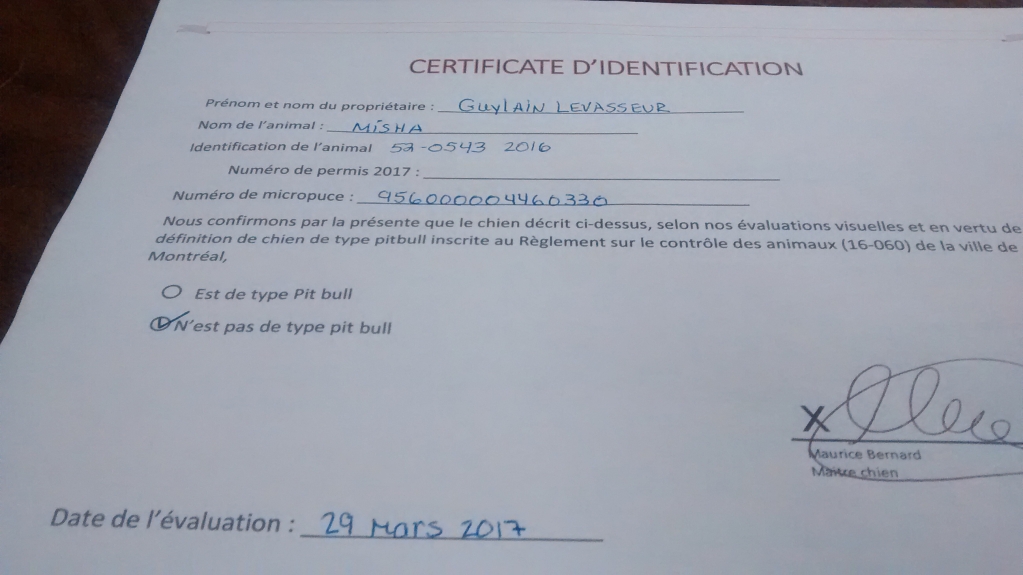 CERTIFICATE D'IDENTIFICATION
Prénom et nom du propriétaire : Guylain Levasseur
Nom de l'animal : Misha
Identification de l'animal 52-0543 2016
Numéro de permis 2017 :
Numéro de micropuce : 956000004460330
Nous confirmons par la présente que le chien décrit ci-dessus, selon nos évaluations visuelles et en vertu de
définition de chien de type pitbull inscrite au Règlement sur le contrôle des animaux (16-060) de la ville de
Montréal,
Est de type Pit bull
N'est pas de type pit bull
X
Maurice Bernard
Maitre chien
Date de l'évaluation : 29 Mars 2017